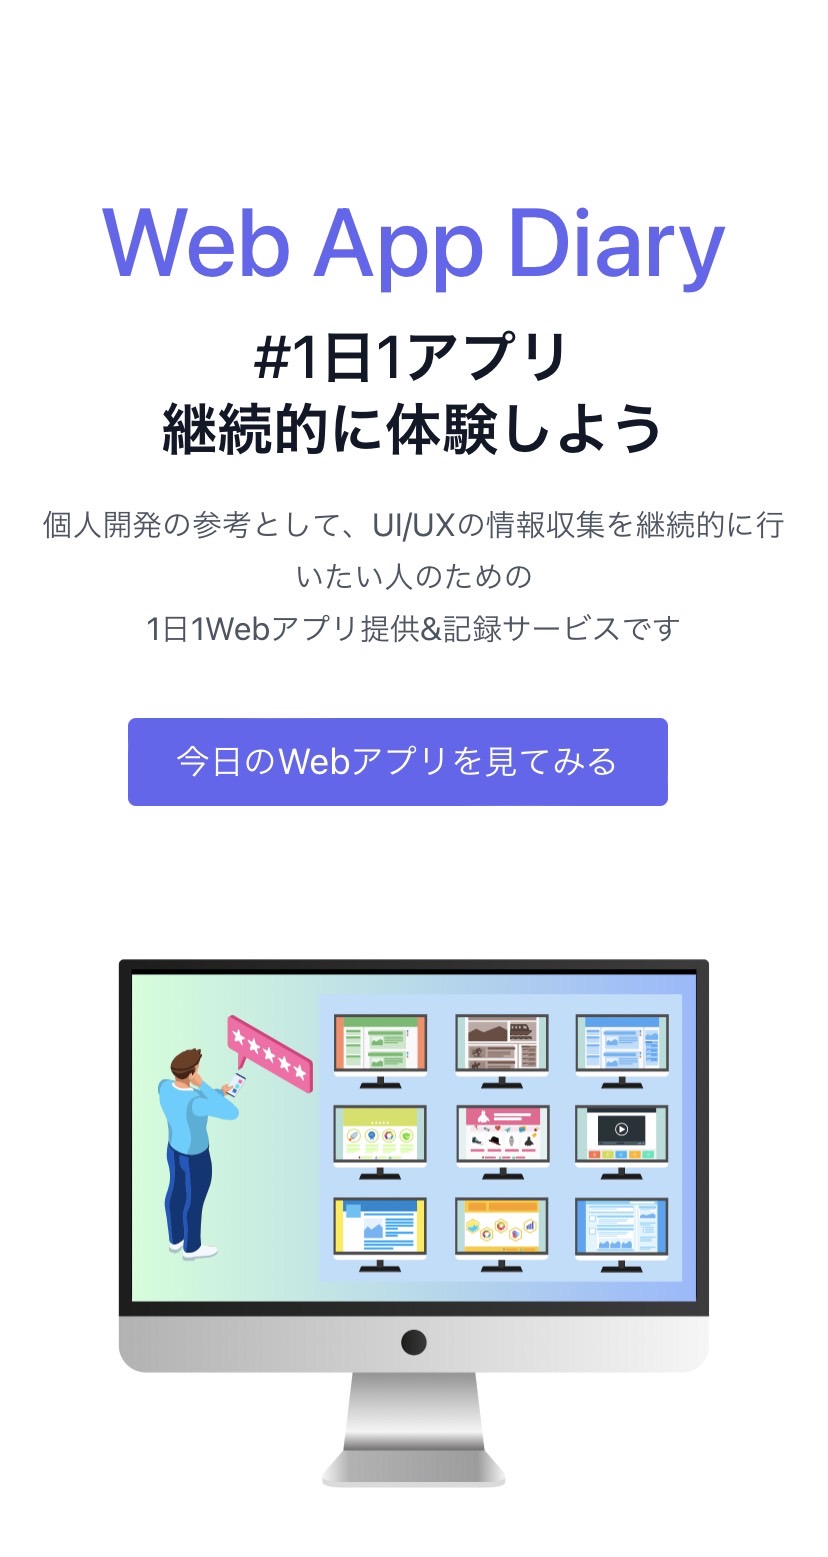 Web App Diary
#1日1アプリ
継続的に体験しよう
個人開発の参考として、UI/UXの情報収集を継続的に行
いたい人のための
1日1Webアプリ提供&記録サービスです
今日のWebアプリを見てみる